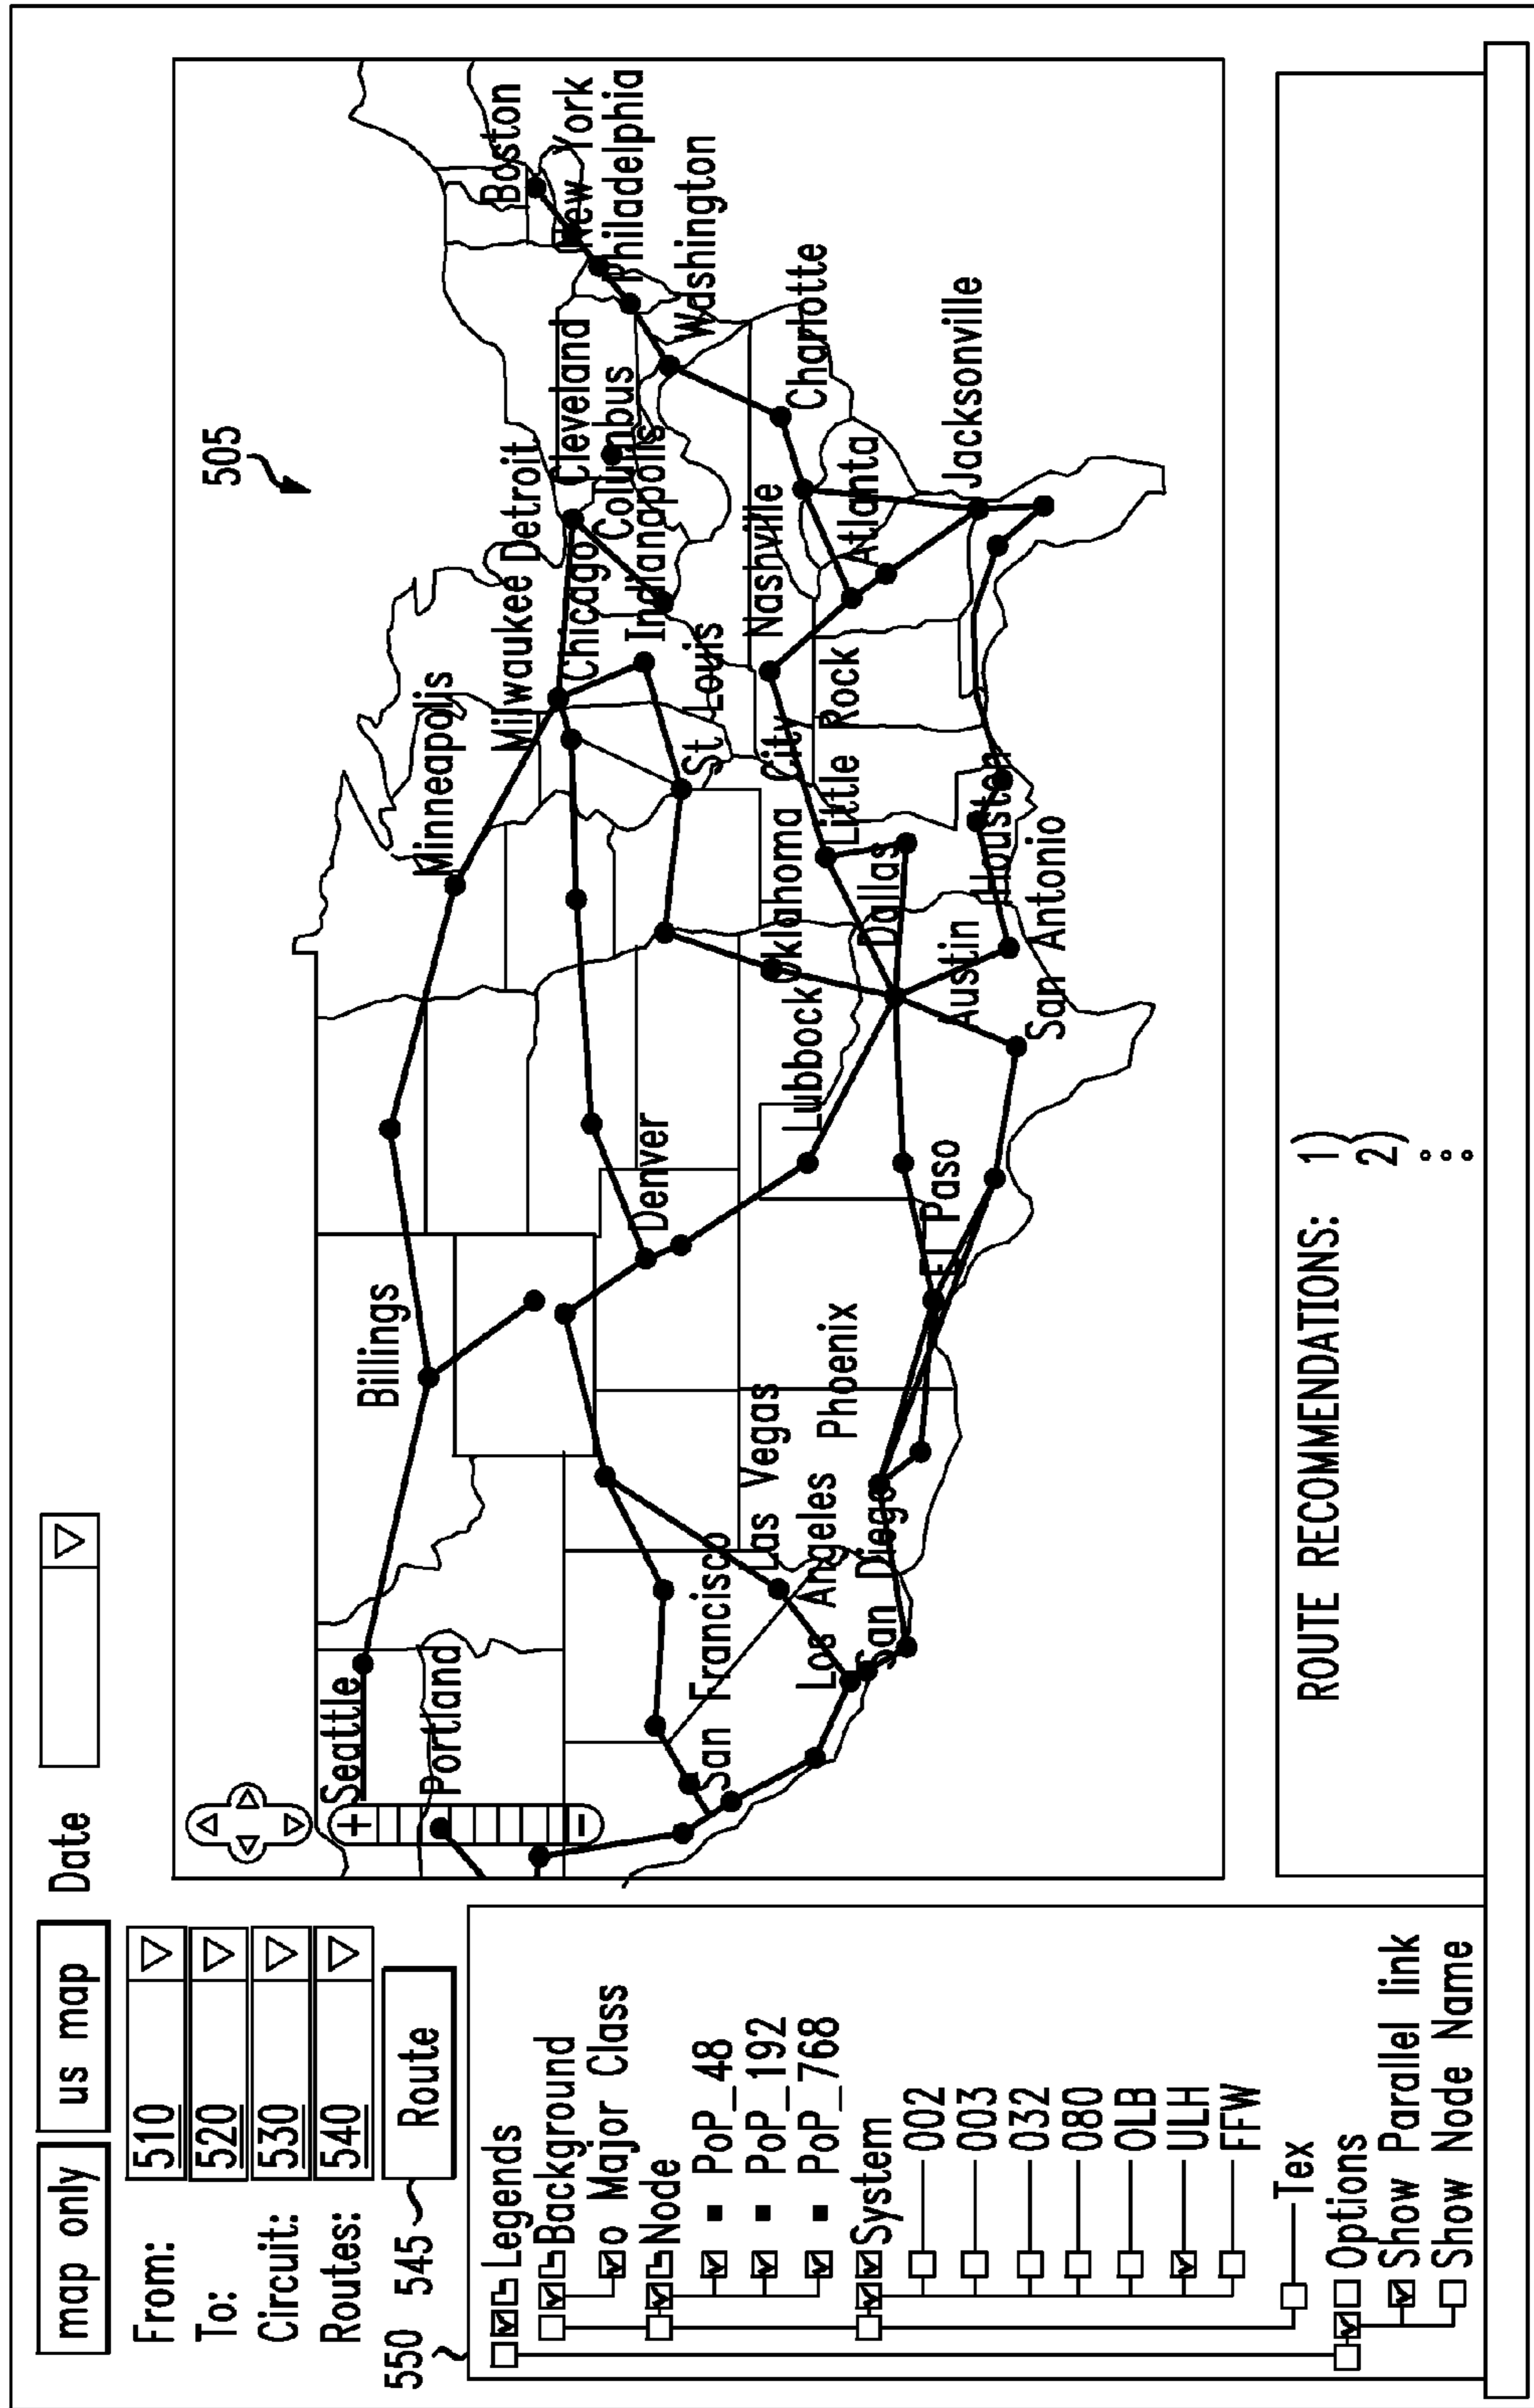 map only
us map
Date
From: 510
To: 520
Circuit: 530
Routes: 540
545
Route
550
Legends
Background
o Major Class
Node
PoP_48
PoP_192
PoP_768
System
002
003
032
080
OLB
ULH
FFW
Tex
Options
Show Parallel link
Show Node Name
505
+
−
Seattle
Portland
Billings
Minneapolis
Milwaukee
Detroit
Boston
New York
Philadelphia
Washington
Cleveland
Columbus
Indianapolis
Chicago
St Louis
Denver
San Francisco
Las Vegas
Los Angeles
San Diego
Phoenix
El Paso
Lubbock
Oklahoma City
Little Rock
Nashville
Charlotte
Atlanta
Jacksonville
Dallas
Austin
Houston
San Antonio
ROUTE RECOMMENDATIONS: 1)
2)